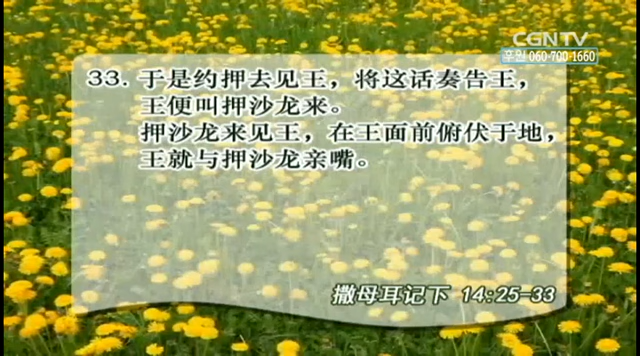 CGNTV
후원 060-700-1660
33. 于是约押去见王，将这话奏告王，
王便叫押沙龙来。
押沙龙来见王，在王面前俯伏于地，
王就与押沙龙亲嘴。
撒母耳记下 14:25-33